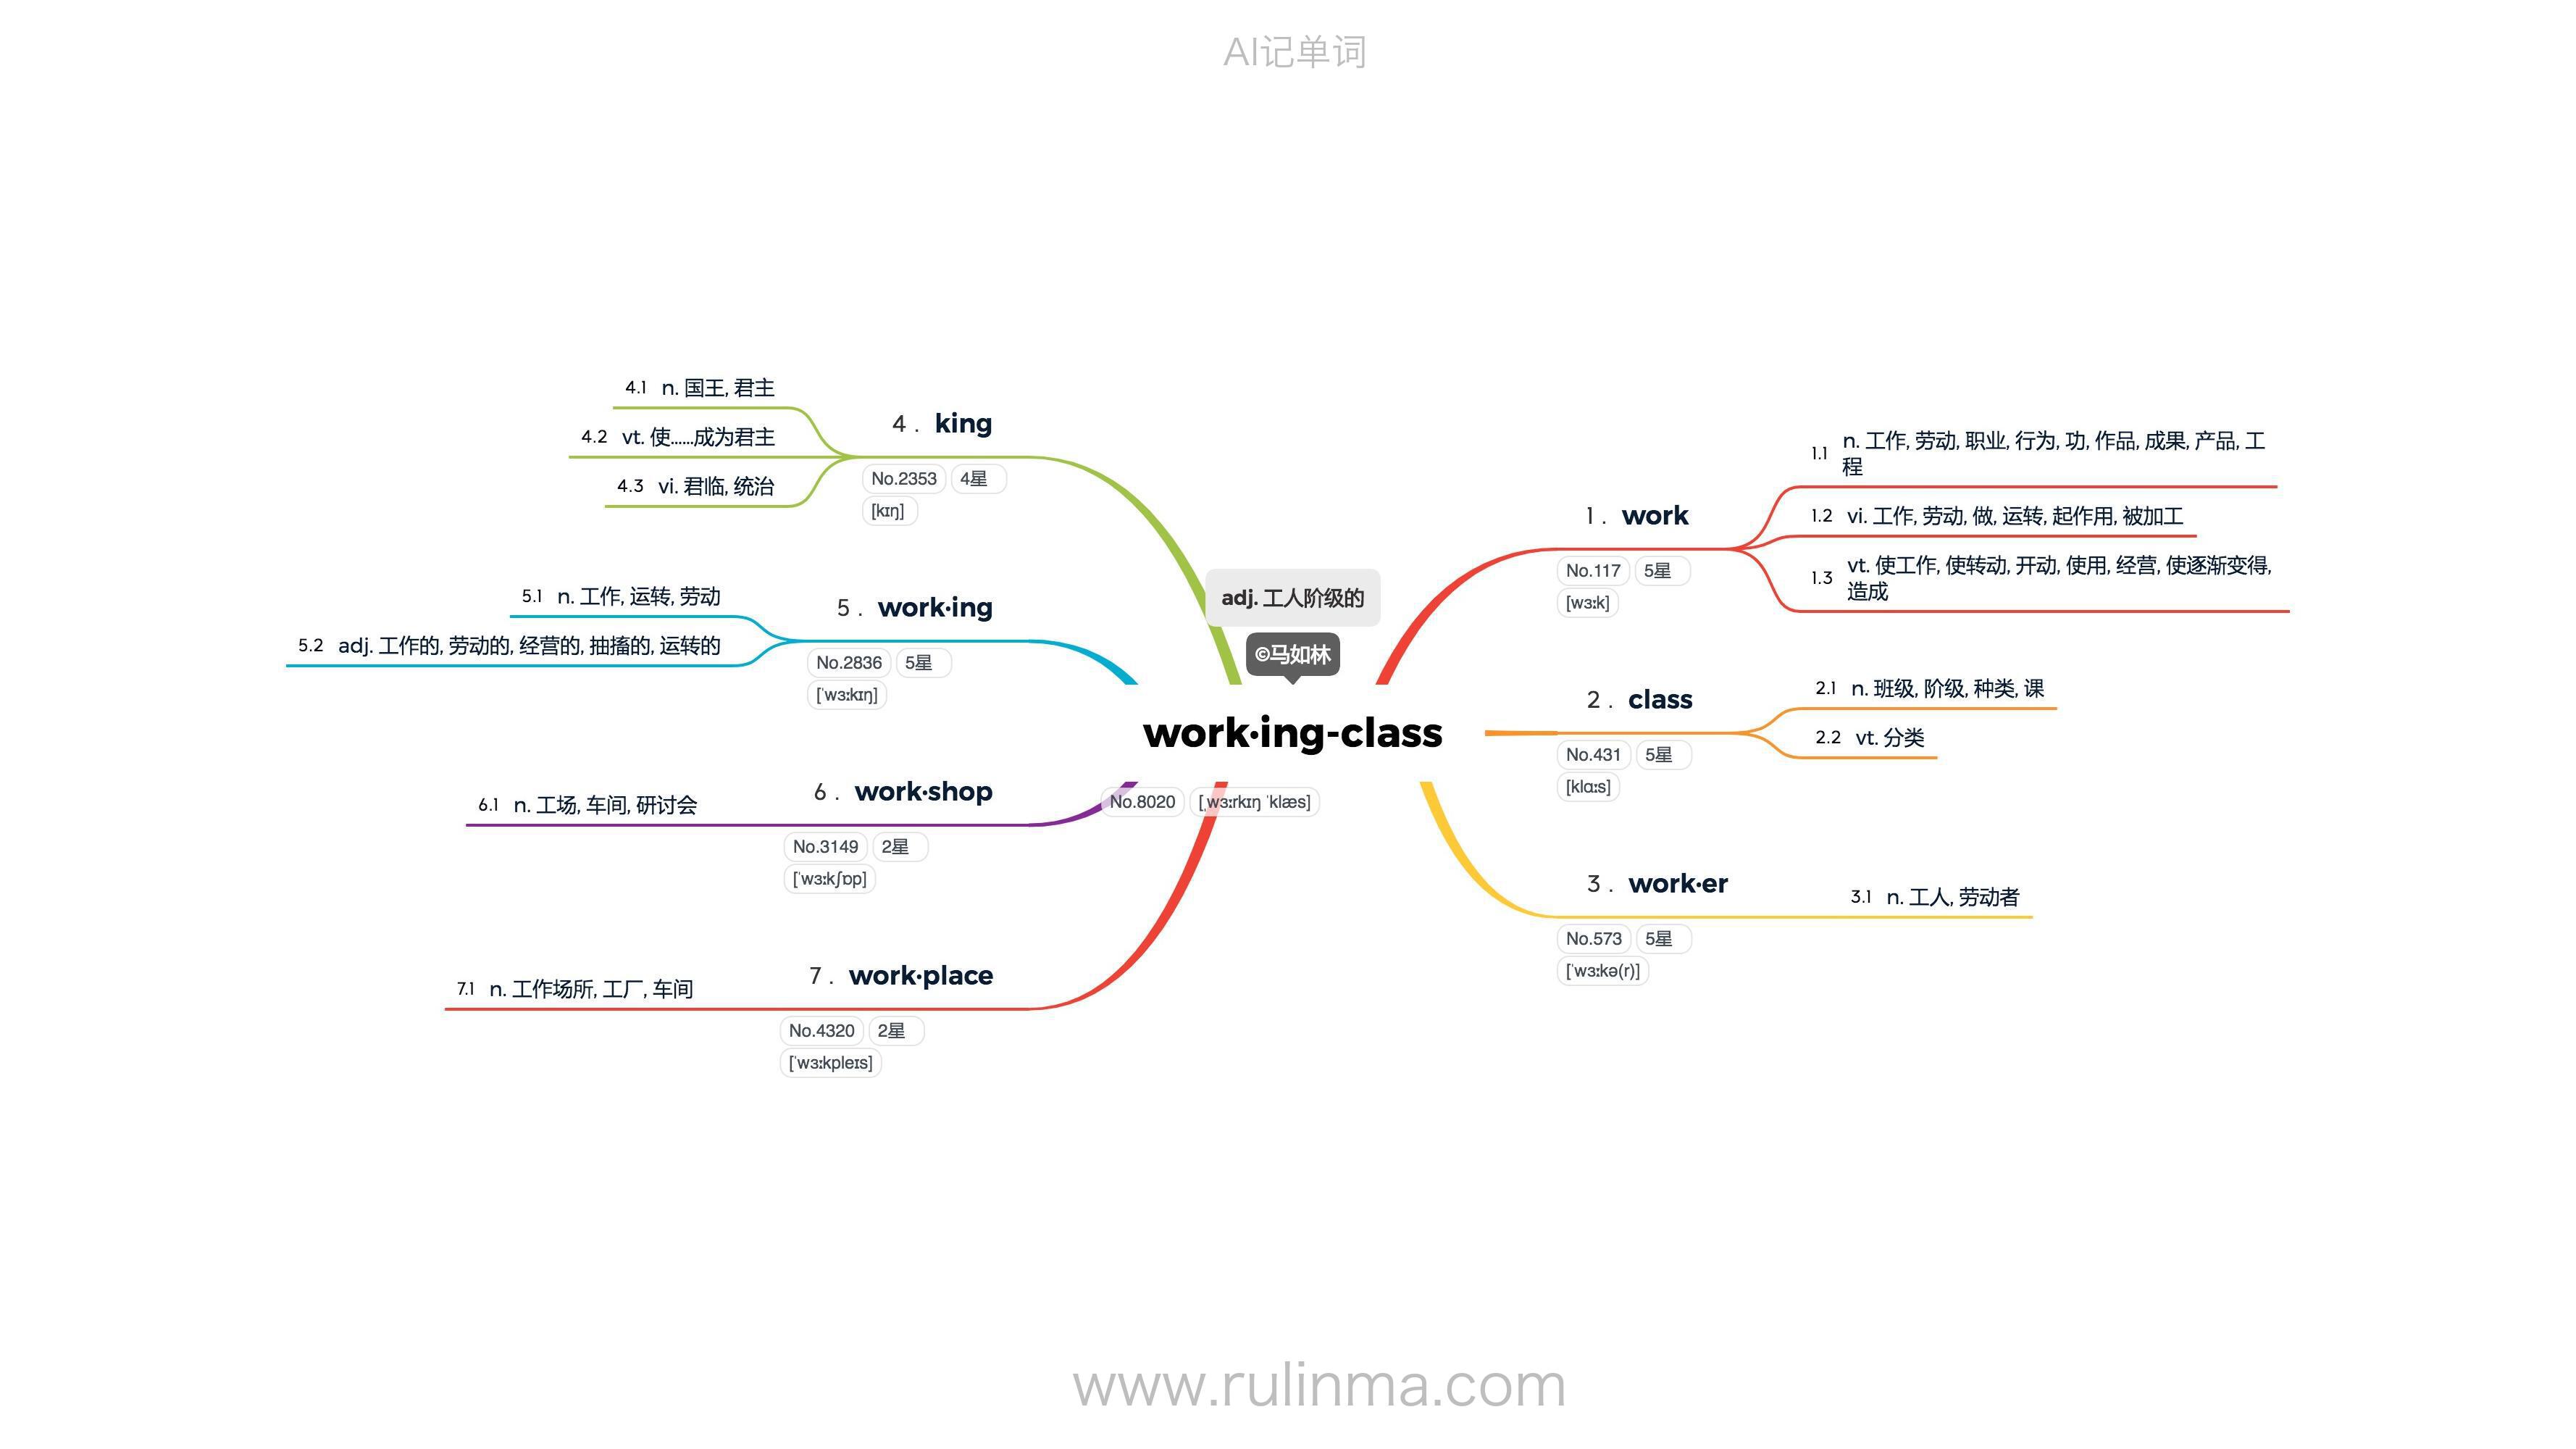 AI记单词
adj. 工人阶级的
©马如林
work·ing-class
No.8020 [ˌwɜːrkɪŋ ˈklæs]
1 . work
No.117 5星
[wɜːk]
1.1 n. 工作, 劳动, 职业, 行为, 功, 作品, 成果, 产品, 工
程
1.2 vi. 工作, 劳动, 做, 运转, 起作用, 被加工
1.3 vt. 使工作, 使转动, 开动, 使用, 经营, 使逐渐变得,
造成
2 . class
No.431 5星
[klɑːs]
2.1 n. 班级, 阶级, 种类, 课
2.2 vt. 分类
3 . work·er
No.573 5星
[ˈwɜːkə(r)]
3.1 n. 工人, 劳动者
4 . king
No.2353 4星
[kɪŋ]
4.1 n. 国王, 君主
4.2 vt. 使......成为君主
4.3 vi. 君临, 统治
5 . work·ing
No.2836 5星
[ˈwɜːkɪŋ]
5.1 n. 工作, 运转, 劳动
5.2 adj. 工作的, 劳动的, 经营的, 抽搐的, 运转的
6 . work·shop
No.3149 2星
[ˈwɜːkʃɒp]
6.1 n. 工场, 车间, 研讨会
7 . work·place
No.4320 2星
[ˈwɜːkpleɪs]
7.1 n. 工作场所, 工厂, 车间
www.rulinma.com